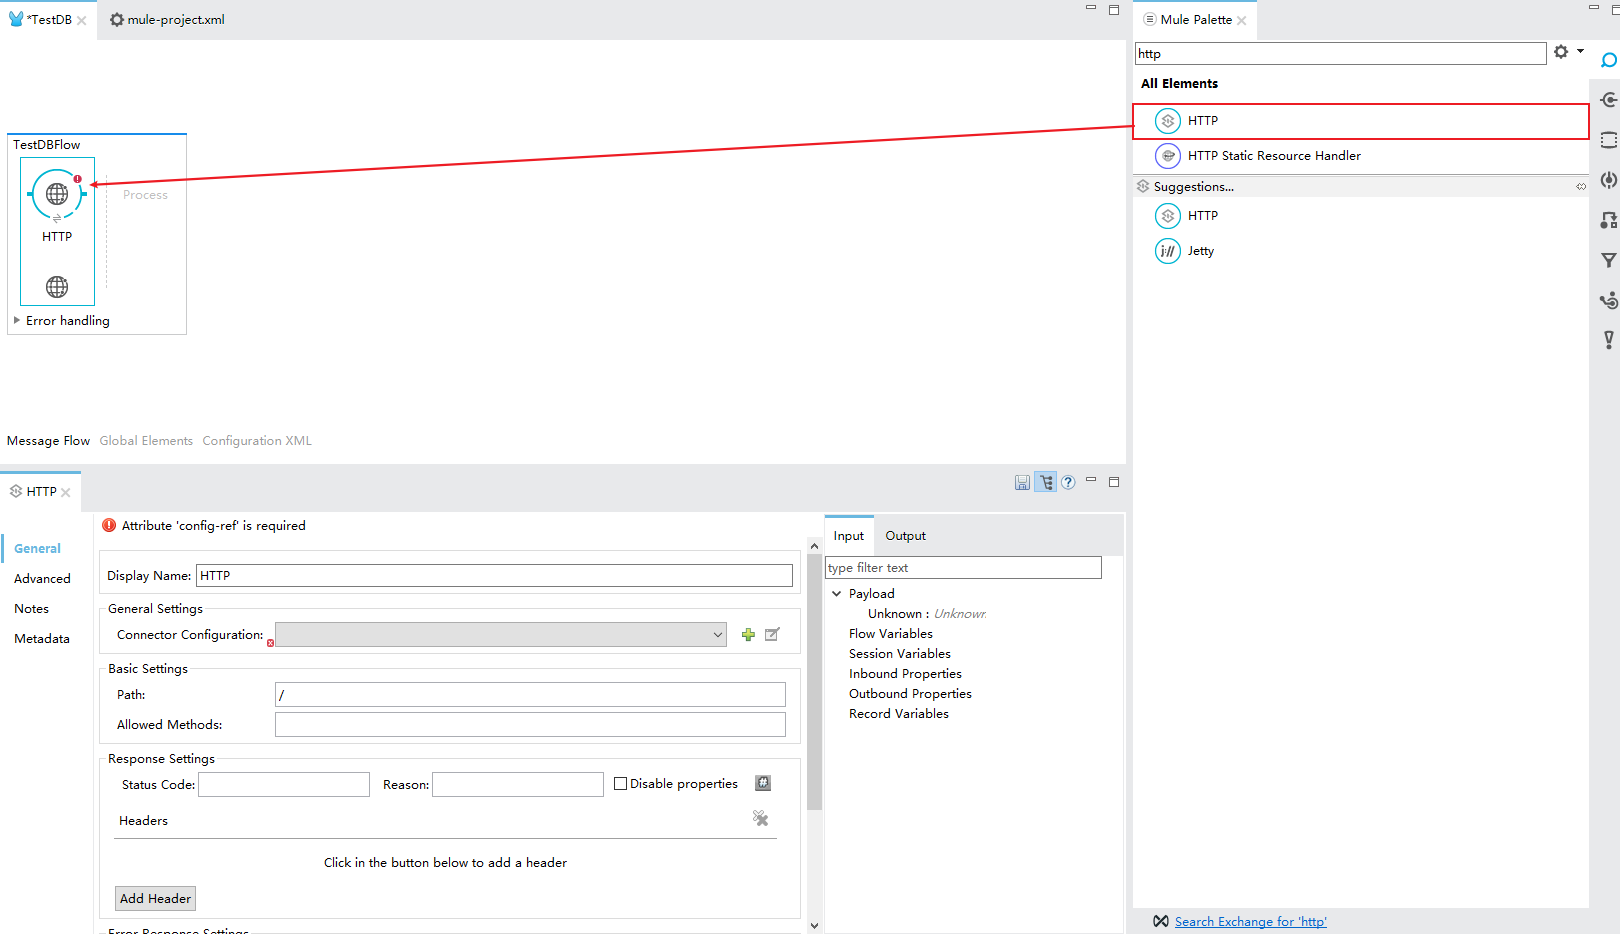 *TestDB
mule-project.xml
TestDBFlow
Process
HTTP
Error handling
Message Flow Global Elements Configuration XML
Mule Palette
http
All Elements
HTTP
HTTP Static Resource Handler
Suggestions...
HTTP
Jetty
Search Exchange for 'http'
HTTP
General
Advanced
Notes
Metadata
Attribute 'config-ref' is required
Display Name: HTTP
General Settings
Connector Configuration:
Basic Settings
Path: /
Allowed Methods:
Response Settings
Status Code: Reason: Disable properties
Headers
Click in the button below to add a header
Add Header
Error Response Settings
Input Output
type filter text
Payload
Unknown : Unknown
Flow Variables
Session Variables
Inbound Properties
Outbound Properties
Record Variables